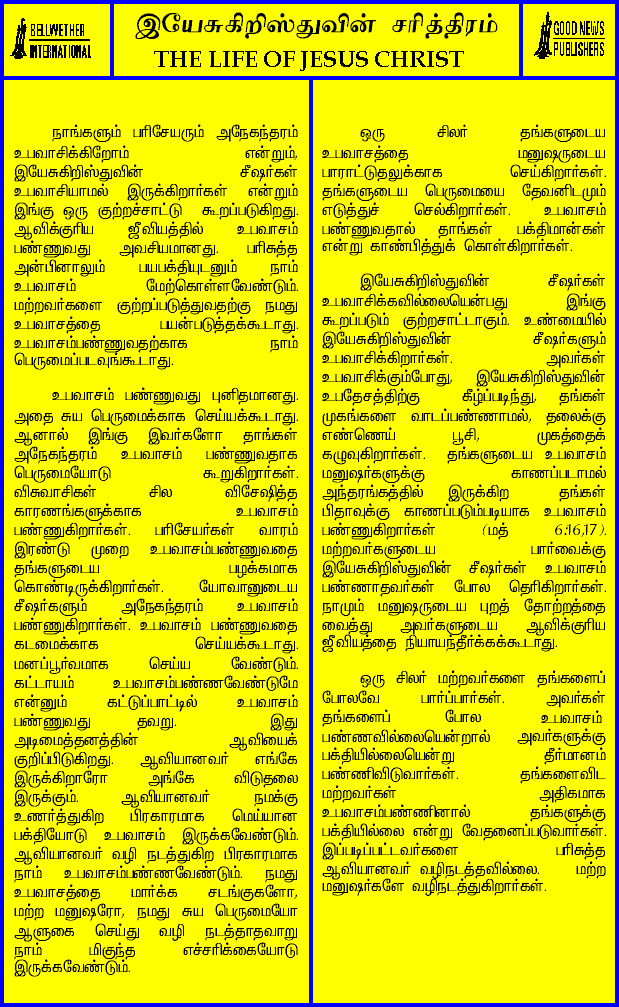 BELLWETHER
INTERNATIONAL
இயேசுகிறிஸ்துவின் சரித்திரம்
THE LIFE OF JESUS CHRIST
GOOD NEWS
PUBLISHERS
நாங்களும் பரிசேயரும் அநேகந்தரம்
உபவாசிக்கிறோம் என்றும்,
இயேசுகிறிஸ்துவின் சீஷர்கள்
உபவாசியாமல் இருக்கிறார்கள் என்றும்
இங்கு ஒரு குற்றச்சாட்டு கூறப்படுகிறது.
ஆவிக்குரிய ஜீவியத்தில் உபவாசம்
பண்ணுவது அவசியமானது. பரிசுத்த
அன்பினாலும் பயபக்தியுடனும் நாம்
உபவாசம் மேற்கொள்ளவேண்டும்.
மற்றவர்களை குற்றப்படுத்துவதற்கு நமது
உபவாசத்தை பயன்படுத்தக்கூடாது.
உபவாசம்பண்ணுவதற்காக நாம்
பெருமைப்படவுங்கூடாது.
உபவாசம் பண்ணுவது புனிதமானது.
அதை சுய பெருமைக்காக செய்யக்கூடாது.
ஆனால் இங்கு இவர்களோ தாங்கள்
அநேகந்தரம் உபவாசம் பண்ணுவதாக
பெருமையோடு கூறுகிறார்கள்.
விசுவாசிகள் சில விசேஷித்த
காரணங்களுக்காக உபவாசம்
பண்ணுகிறார்கள். பரிசேயர்கள் வாரம்
இரண்டு முறை உபவாசம்பண்ணுவதை
தங்களுடைய பழக்கமாக
கொண்டிருக்கிறார்கள். யோவானுடைய
சீஷர்களும் அநேகந்தரம் உபவாசம்
பண்ணுகிறார்கள். உபவாசம் பண்ணுவதை
கடமைக்காக செய்யக்கூடாது.
மனப்பூர்வமாக செய்ய வேண்டும்.
கட்டாயம் உபவாசம்பண்ணவேண்டுமே
என்னும் கட்டுப்பாட்டில் உபவாசம்
பண்ணுவது தவறு. இது
அடிமைத்தனத்தின் ஆவியைக்
குறிப்பிடுகிறது. ஆவியானவர் எங்கே
இருக்கிறாரோ அங்கே விடுதலை
இருக்கும். ஆவியானவர் நமக்கு
உணர்த்துகிற பிரகாரமாக மெய்யான
பக்தியோடு உபவாசம் இருக்கவேண்டும்.
ஆவியானவர் வழி நடத்துகிற பிரகாரமாக
நாம் உபவாசம்பண்ணவேண்டும். நமது
உபவாசத்தை மார்க்க சடங்குகளோ,
மற்ற மனுஷரோ, நமது சுய பெருமையோ
ஆளுகை செய்து வழி நடத்தாதவாறு
நாம் மிகுந்த எச்சரிக்கையோடு
இருக்கவேண்டும்.
ஒரு சிலர் தங்களுடைய
உபவாசத்தை மனுஷருடைய
பாராட்டுதலுக்காக செய்கிறார்கள்.
தங்களுடைய பெருமையை தேவனிடமும்
எடுத்துச் செல்கிறார்கள். உபவாசம்
பண்ணுவதால் தாங்கள் பக்திமான்கள்
என்று காண்பித்துக் கொள்கிறார்கள்.
இயேசுகிறிஸ்துவின் சீஷர்கள்
உபவாசிக்கவில்லையென்பது இங்கு
கூறப்படும் குற்றசாட்டாகும். உண்மையில்
இயேசுகிறிஸ்துவின் சீஷர்களும்
உபவாசிக்கிறார்கள். அவர்கள்
உபவாசிக்கும்போது, இயேசுகிறிஸ்துவின்
உபதேசத்திற்கு கீழ்ப்படிந்து, தங்கள்
முகங்களை வாடப்பண்ணாமல், தலைக்கு
எண்ணெய் பூசி, முகத்தைக்
கழுவுகிறார்கள். தங்களுடைய உபவாசம்
மனுஷர்களுக்கு காணப்படாமல்
அந்தரங்கத்தில் இருக்கிற தங்கள்
பிதாவுக்கு காணப்படும்படியாக உபவாசம்
பண்ணுகிறார்கள் (மத் 6:16,17).
மற்றவர்களுடைய பார்வைக்கு
இயேசுகிறிஸ்துவின் சீஷர்கள் உபவாசம்
பண்ணாதவர்கள் போல தெரிகிறார்கள்.
நாமும் மனுஷருடைய புறத் தோற்றத்தை
வைத்து அவர்களுடைய ஆவிக்குரிய
ஜீவியத்தை நியாயந்தீர்க்கக்கூடாது.
ஒரு சிலர் மற்றவர்களை தங்களைப்
போலவே பார்ப்பார்கள். அவர்கள்
தங்களைப் போல உபவாசம்
பண்ணவில்லையென்றால் அவர்களுக்கு
பக்தியில்லையென்று தீர்மானம்
பண்ணிவிடுவார்கள். தங்களைவிட
மற்றவர்கள் அதிகமாக
உபவாசம்பண்ணினால் தங்களுக்கு
பக்தியில்லை என்று வேதனைப்படுவார்கள்.
இப்படிப்பட்டவர்களை பரிசுத்த
ஆவியானவர் வழிநடத்தவில்லை. மற்ற
மனுஷர்களே வழிநடத்துகிறார்கள்.